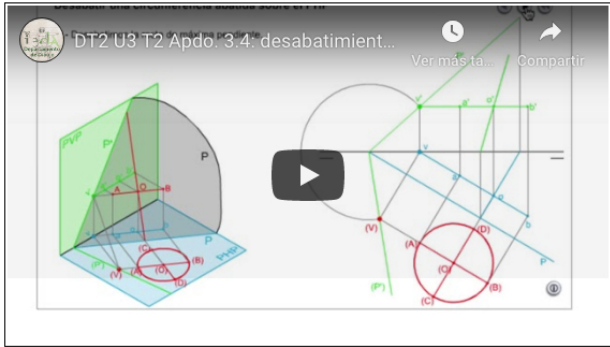 Desabatir una circunferencia abatida sobre el PHP
DT2 U3 T2 Apdo. 3.4: desabatimient...
Ver más ta...
Compartir
PVP
P'
P
v'
A
O
B
(C)
P
PHP
(P')
(V)
(A)
(O)
(B)
(D)
v'
a'
o'
b'
v
a
o
b
P
(V)
(A)
(D)
(O)
(B)
(C)
(P')